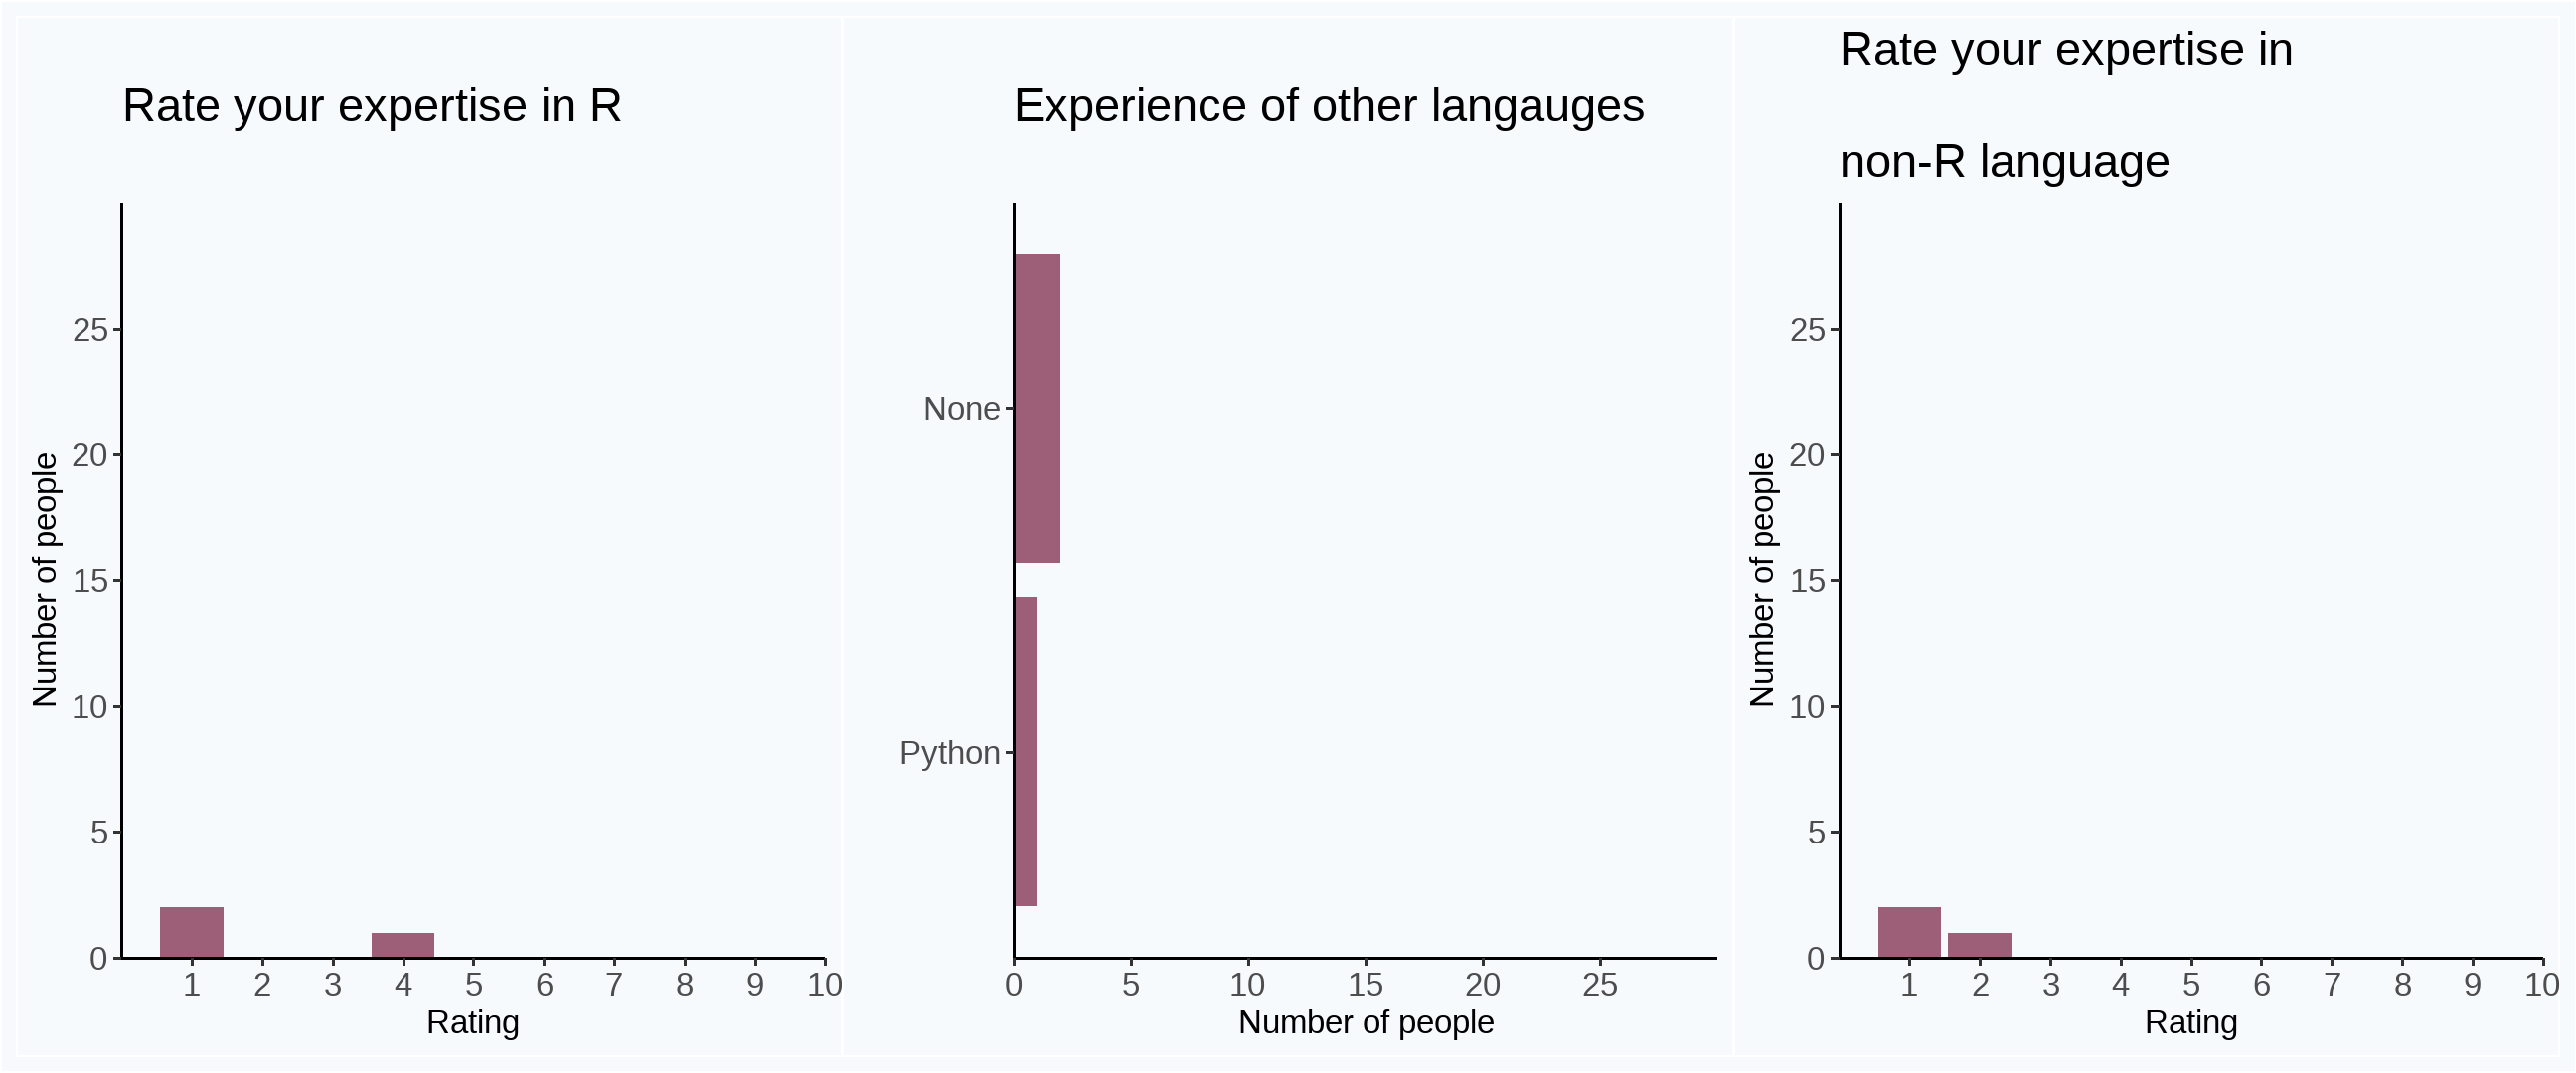 Rate your expertise in R
25
20
15
10
5
0
Number of people
1 2 3 4 5 6 7 8 9 10
Rating
Experience of other langauges
None
Python
0 5 10 15 20 25
Number of people
Rate your expertise in
non-R language
25
20
15
10
5
0
Number of people
1 2 3 4 5 6 7 8 9 10
Rating